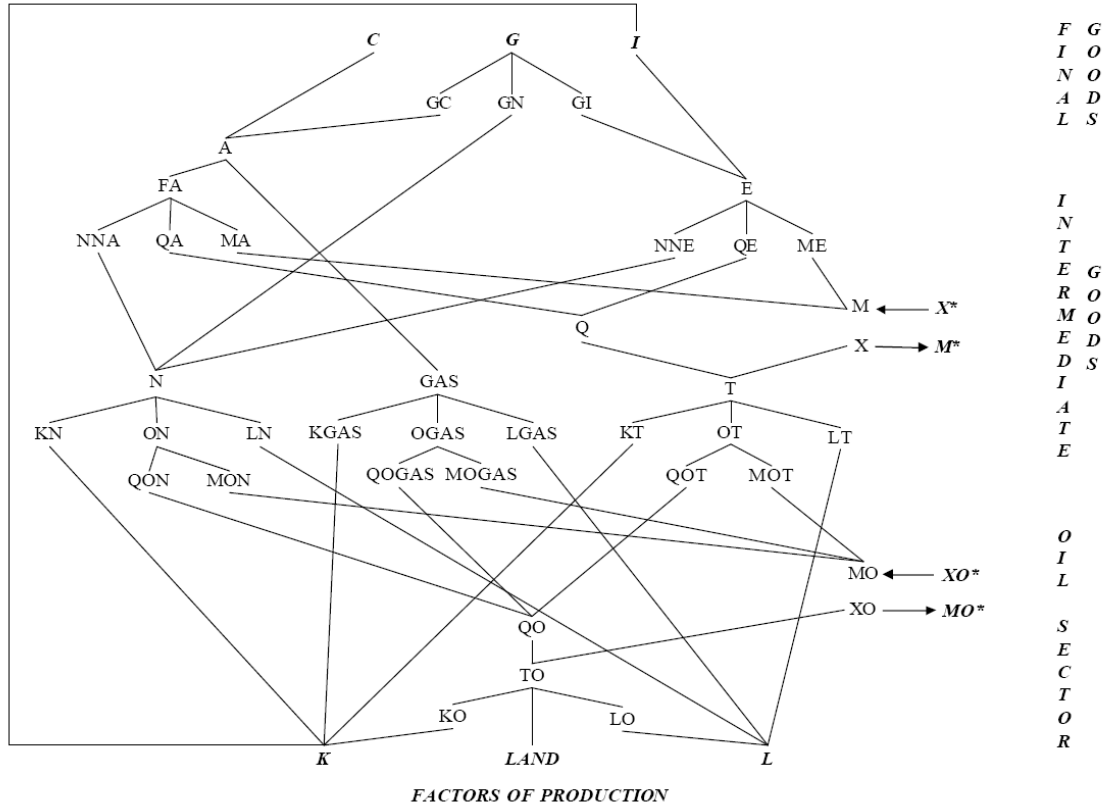 C G I
GC GN GI
A
FA E
NNA QA MA NNE QE ME
M X*
Q
X M*
N GAS T
KN ON LN KGAS OGAS LGAS KT OT LT
QON MON QOGAS MOGAS QOT MOT
MO XO*
XO MO*
QO
TO
KO LO
K LAND L
FACTORS OF PRODUCTION
FINAL
GOODS
INTERMEDIATE
GOODS
OIL
SECTOR